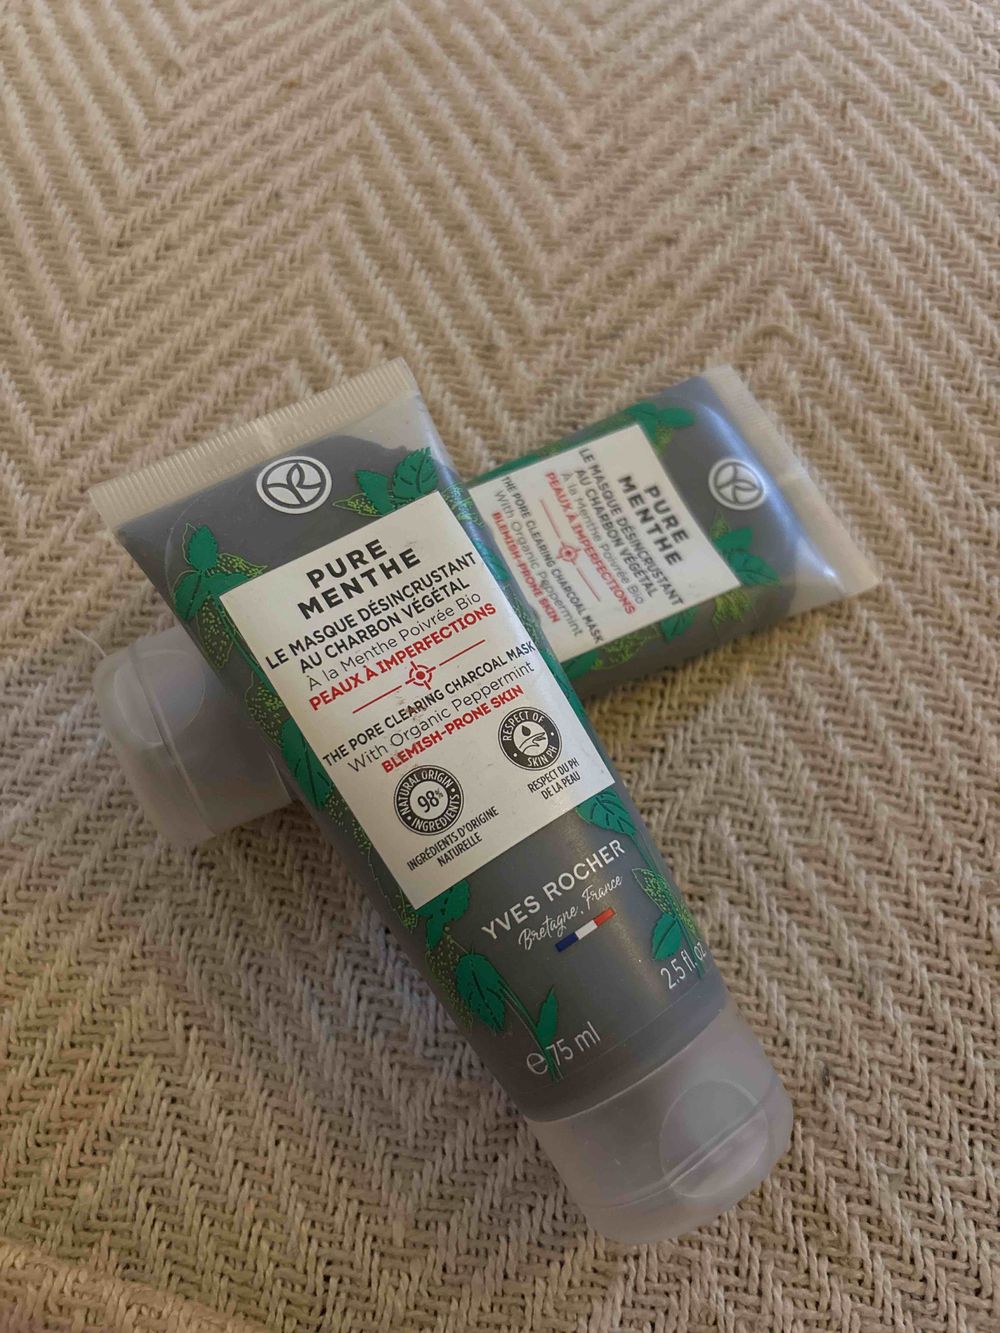 PURE
MENTHE
LE MASQUE DÉSINCRUSTANT
AU CHARBON VÉGÉTAL
À la Menthe Poivrée Bio
PEAUX À IMPERFECTIONS
THE PORE CLEARING CHARCOAL MASK
With Organic Peppermint
BLEMISH-PRONE SKIN
NATURAL ORIGIN
98%
INGREDIENTS
INGRÉDIENTS D'ORIGINE
NATURELLE
RESPECT OF
SKIN PH
RESPECT DU PH
DE LA PEAU
YVES ROCHER
Bretagne, France
e 75 ml
2.5 fl. oz
PURE
MENTHE
LE MASQUE DÉSINCRUSTANT
AU CHARBON VÉGÉTAL
À la Menthe Poivrée Bio
PEAUX À IMPERFECTIONS
THE PORE CLEARING CHARCOAL MASK
With Organic Peppermint
BLEMISH-PRONE SKIN